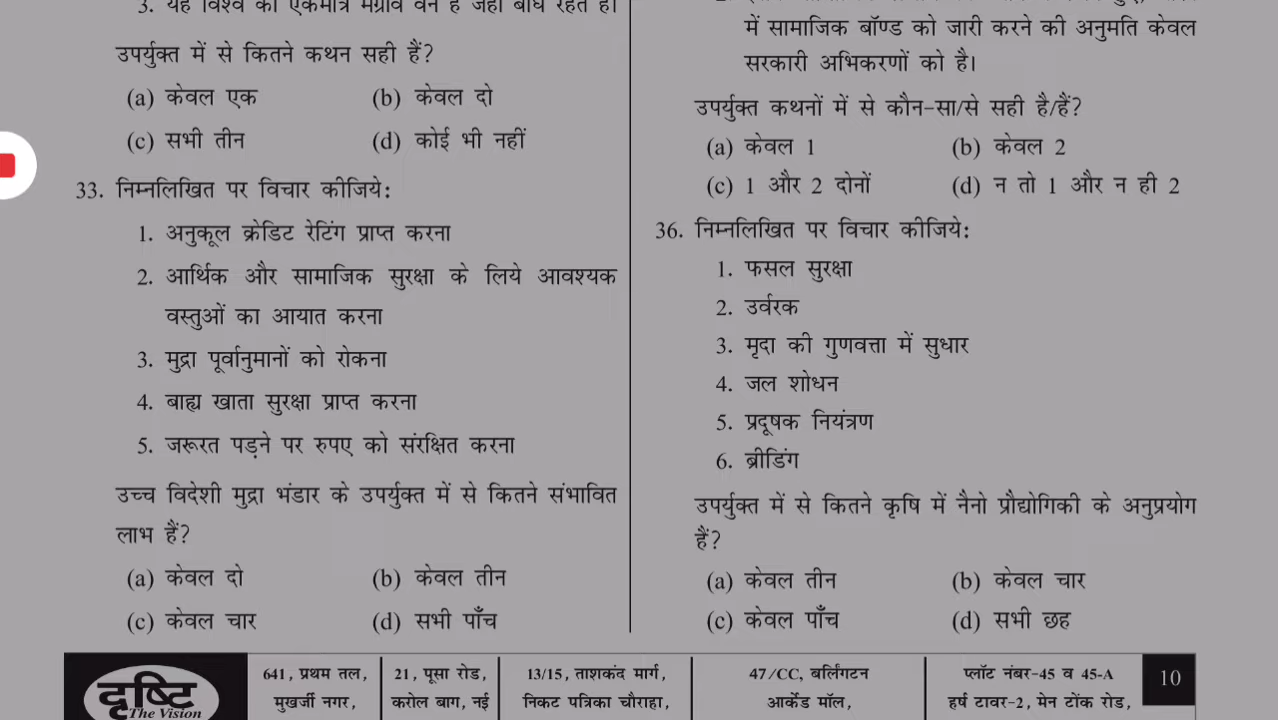 3. यह विश्व का एकमात्र मैंग्रोव वन है जहाँ बाघ रहते हैं।
उपर्युक्त में से कितने कथन सही हैं?
(a) केवल एक (b) केवल दो
(c) सभी तीन (d) कोई भी नहीं
33. निम्नलिखित पर विचार कीजिये:
1. अनुकूल क्रेडिट रेटिंग प्राप्त करना
2. आर्थिक और सामाजिक सुरक्षा के लिये आवश्यक
वस्तुओं का आयात करना
3. मुद्रा पूर्वानुमानों को रोकना
4. बाह्य खाता सुरक्षा प्राप्त करना
5. जरूरत पड़ने पर रुपए को संरक्षित करना
उच्च विदेशी मुद्रा भंडार के उपर्युक्त में से कितने संभावित
लाभ हैं?
(a) केवल दो (b) केवल तीन
(c) केवल चार (d) सभी पाँच
में सामाजिक बॉण्ड को जारी करने की अनुमति केवल
सरकारी अभिकरणों को है।
उपर्युक्त कथनों में से कौन-सा/से सही है/हैं?
(a) केवल 1 (b) केवल 2
(c) 1 और 2 दोनों (d) न तो 1 और न ही 2
36. निम्नलिखित पर विचार कीजिये:
1. फसल सुरक्षा
2. उर्वरक
3. मृदा की गुणवत्ता में सुधार
4. जल शोधन
5. प्रदूषक नियंत्रण
6. ब्रीडिंग
उपर्युक्त में से कितने कृषि में नैनो प्रौद्योगिकी के अनुप्रयोग
हैं?
(a) केवल तीन (b) केवल चार
(c) केवल पाँच (d) सभी छह
दृष्टि
The Vision
641, प्रथम तल,
मुखर्जी नगर,
21, पूसा रोड,
करोल बाग, नई
13/15, ताशकंद मार्ग,
निकट पत्रिका चौराहा,
47/CC, बर्लिंगटन
आर्केड मॉल,
प्लॉट नंबर-45 व 45-A
हर्ष टावर-2, मेन टोंक रोड,
10